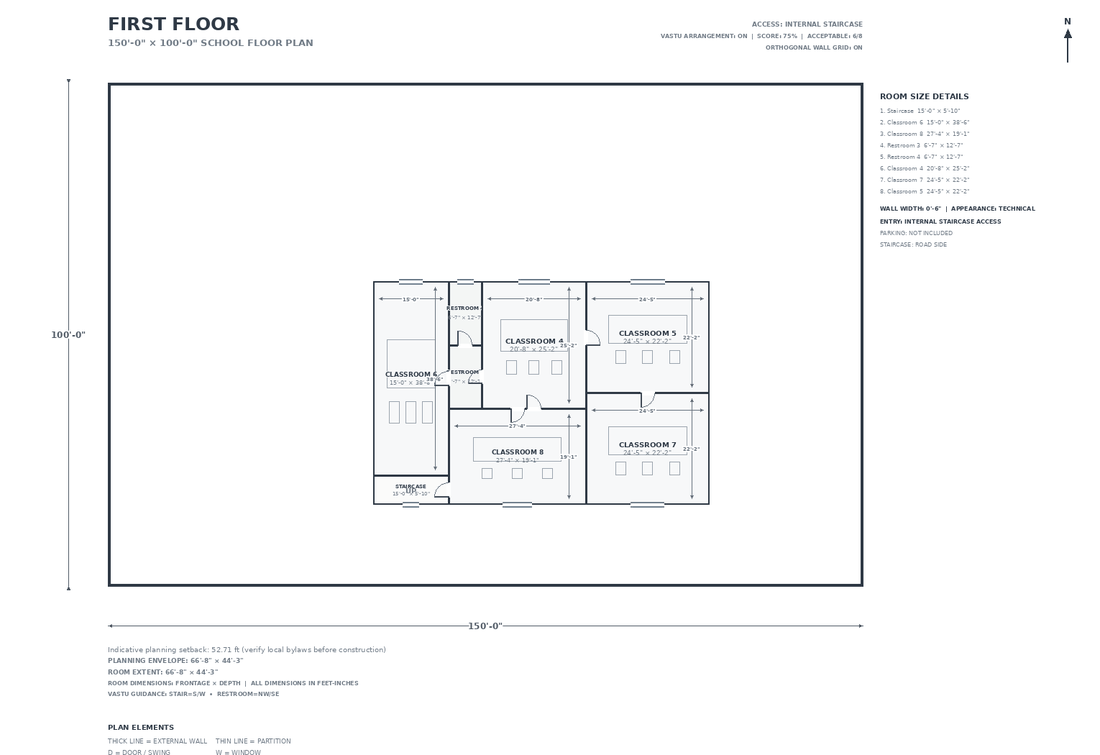 FIRST FLOOR
150'-0" × 100'-0" SCHOOL FLOOR PLAN
ACCESS: INTERNAL STAIRCASE
VASTU ARRANGEMENT: ON | SCORE: 75% | ACCEPTABLE: 6/8
ORTHOGONAL WALL GRID: ON
N
ROOM SIZE DETAILS
1. Staircase 15'-0" × 5'-10"
2. Classroom 6 15'-0" × 38'-6"
3. Classroom 8 27'-4" × 19'-1"
4. Restroom 3 6'-7" × 12'-7"
5. Restroom 4 6'-7" × 12'-7"
6. Classroom 4 20'-8" × 25'-2"
7. Classroom 7 24'-5" × 22'-2"
8. Classroom 5 24'-5" × 22'-2"
WALL WIDTH: 0'-6" | APPEARANCE: TECHNICAL
ENTRY: INTERNAL STAIRCASE ACCESS
PARKING: NOT INCLUDED
STAIRCASE: ROAD SIDE
100'-0"
15'-0"
20'-8"
24'-5"
RESTROOM
CLASSROOM 4
20'-8" × 25'-2"
25'-2"
CLASSROOM 5
24'-5" × 22'-2"
22'-2"
CLASSROOM 6
15'-0" × 38'-6"
38'-6"
ESTROOM
24'-5"
27'-4"
CLASSROOM 8
27'-4" × 19'-1"
19'-1"
CLASSROOM 7
24'-5" × 22'-2"
22'-2"
STAIRCASE
UP
15'-0" × 5'-10"
150'-0"
Indicative planning setback: 52.71 ft (verify local bylaws before construction)
PLANNING ENVELOPE: 66'-8" × 44'-3"
ROOM EXTENT: 66'-8" × 44'-3"
ROOM DIMENSIONS: FRONTAGE × DEPTH | ALL DIMENSIONS IN FEET-INCHES
VASTU GUIDANCE: STAIR=S/W • RESTROOM=NW/SE
PLAN ELEMENTS
THICK LINE = EXTERNAL WALL THIN LINE = PARTITION
D = DOOR / SWING W = WINDOW